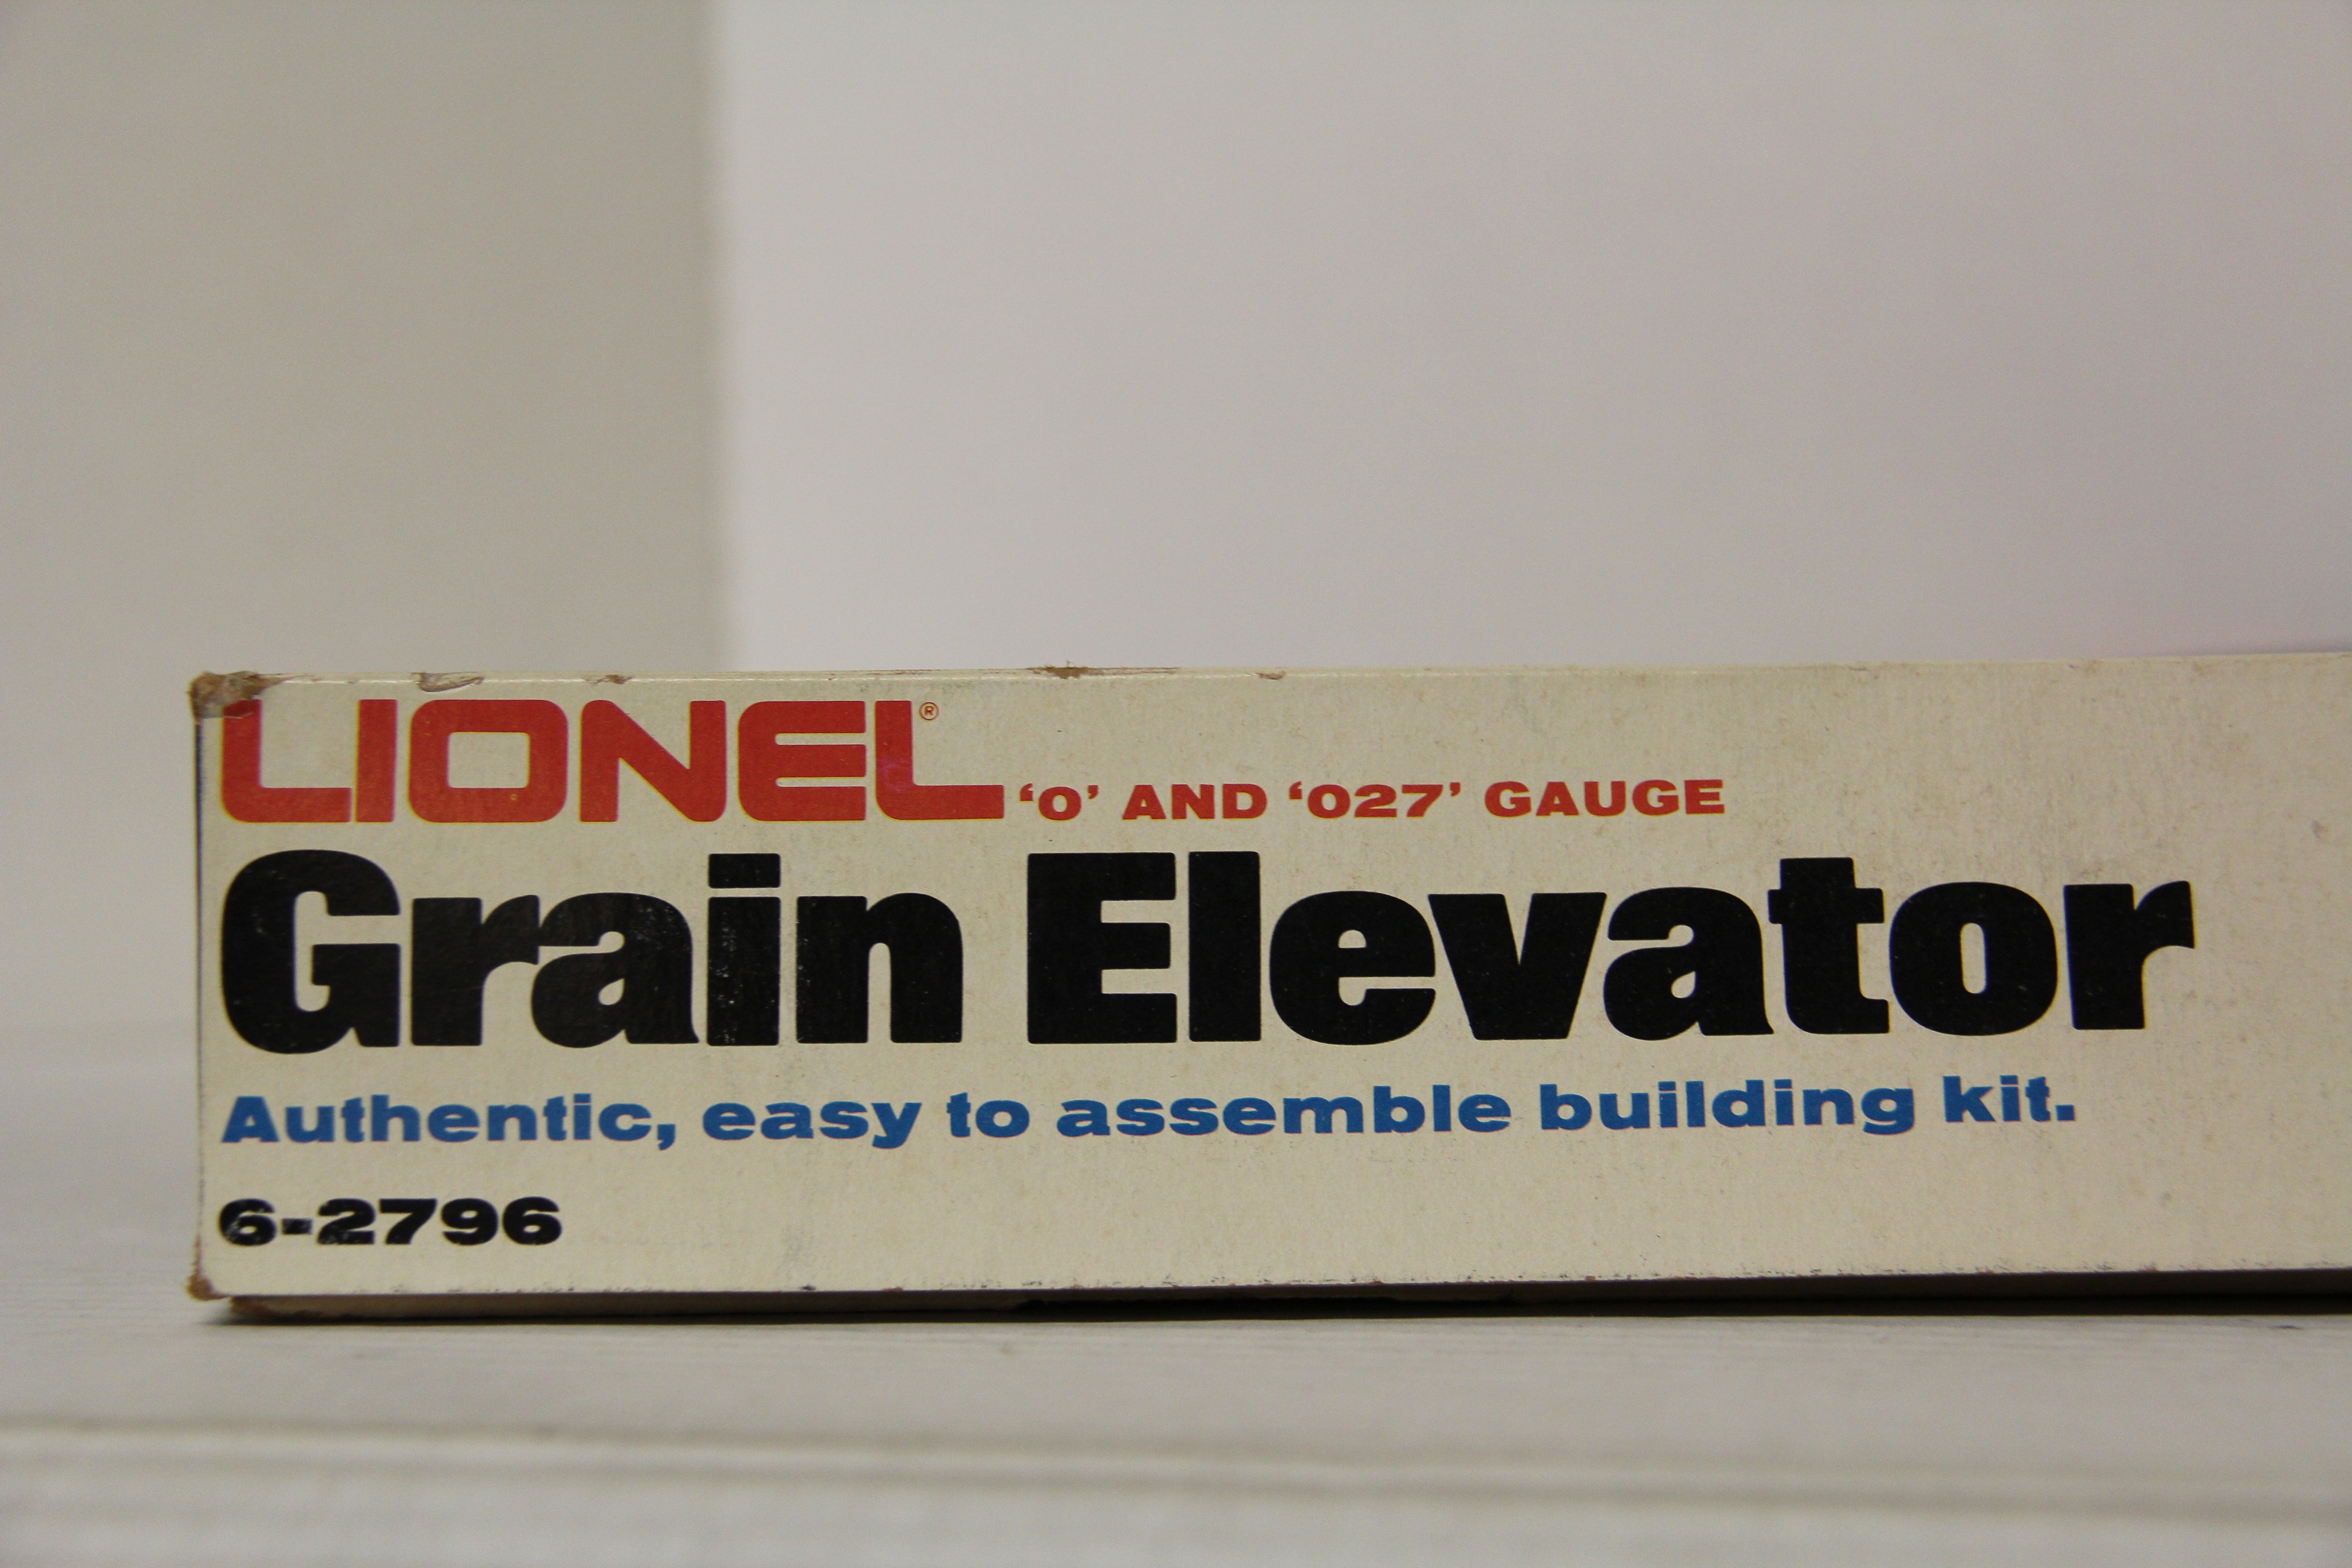 LIONEL® ‘O’ AND ‘027’ GAUGE
Grain Elevator
Authentic, easy to assemble building kit.
6-2796